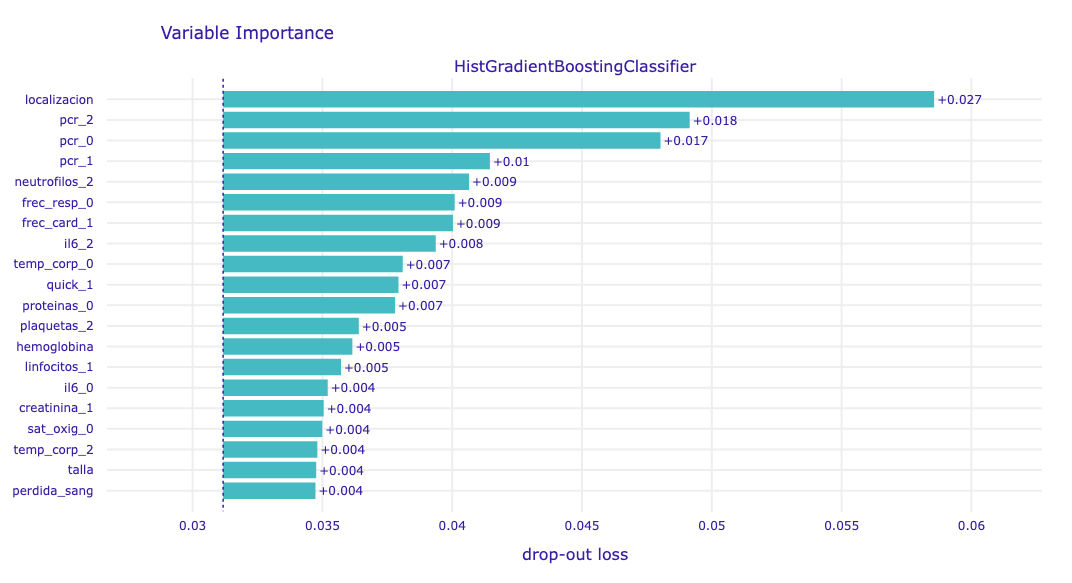 Variable Importance
HistGradientBoostingClassifier
localizacion +0.027
pcr_2 +0.018
pcr_0 +0.017
pcr_1 +0.01
neutrofilos_2 +0.009
frec_resp_0 +0.009
frec_card_1 +0.009
il6_2 +0.008
temp_corp_0 +0.007
quick_1 +0.007
proteinas_0 +0.007
plaquetas_2 +0.005
hemoglobina +0.005
linfocitos_1 +0.005
il6_0 +0.004
creatinina_1 +0.004
sat_oxig_0 +0.004
temp_corp_2 +0.004
talla +0.004
perdida_sang +0.004
0.03 0.035 0.04 0.045 0.05 0.055 0.06
drop-out loss